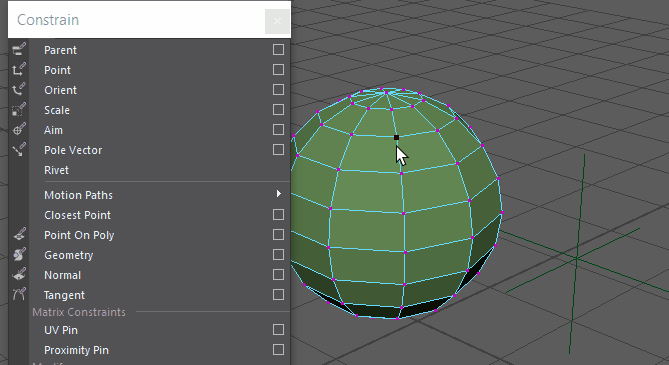 Constrain
Parent
Point
Orient
Scale
Aim
Pole Vector
Rivet
Motion Paths
Closest Point
Point On Poly
Geometry
Normal
Tangent
Matrix Constraints
UV Pin
Proximity Pin